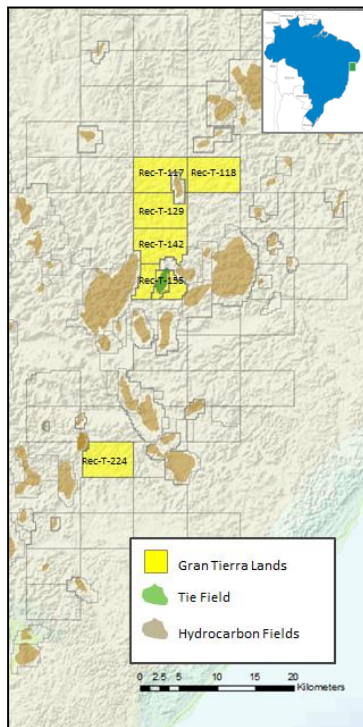 Rec-T-117
Rec-T-118
Rec-T-129
Rec-T-142
Rec-T-155
Rec-T-224
Gran Tierra Lands
Tie Field
Hydrocarbon Fields
0 2.5 5 10 15 20
Kilometers